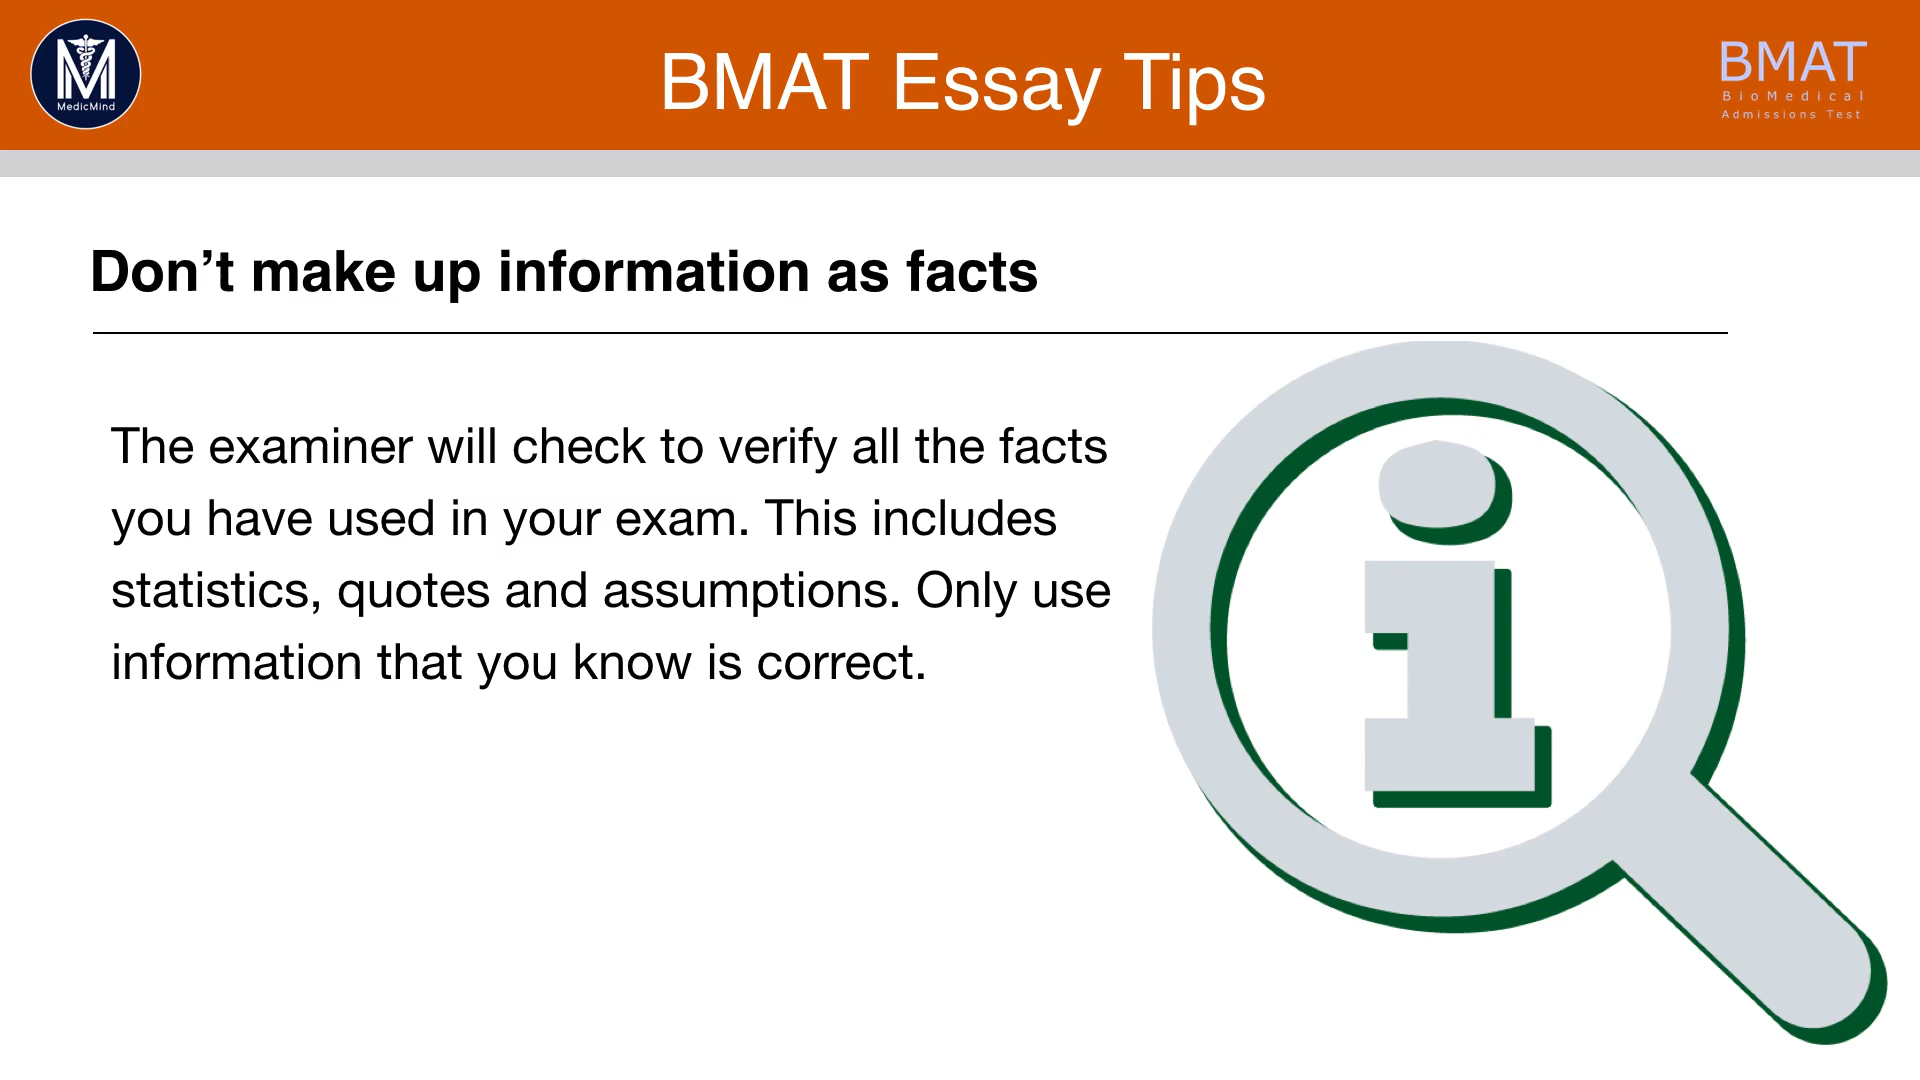 MedicMind
BMAT Essay Tips
BMAT
BioMedical
Admissions Test
Don’t make up information as facts
The examiner will check to verify all the facts
you have used in your exam. This includes
statistics, quotes and assumptions. Only use
information that you know is correct.